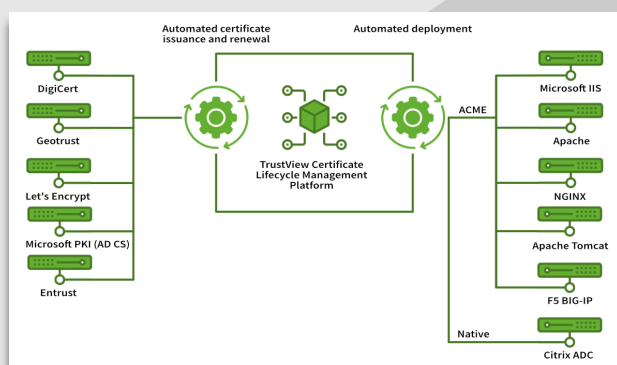 Automated certificate
issuance and renewal
Automated deployment
DigiCert
Geotrust
Let's Encrypt
Microsoft PKI (AD CS)
Entrust
TrustView Certificate
Lifecycle Management
Platform
ACME
Native
Microsoft IIS
Apache
NGINX
Apache Tomcat
F5 BIG-IP
Citrix ADC